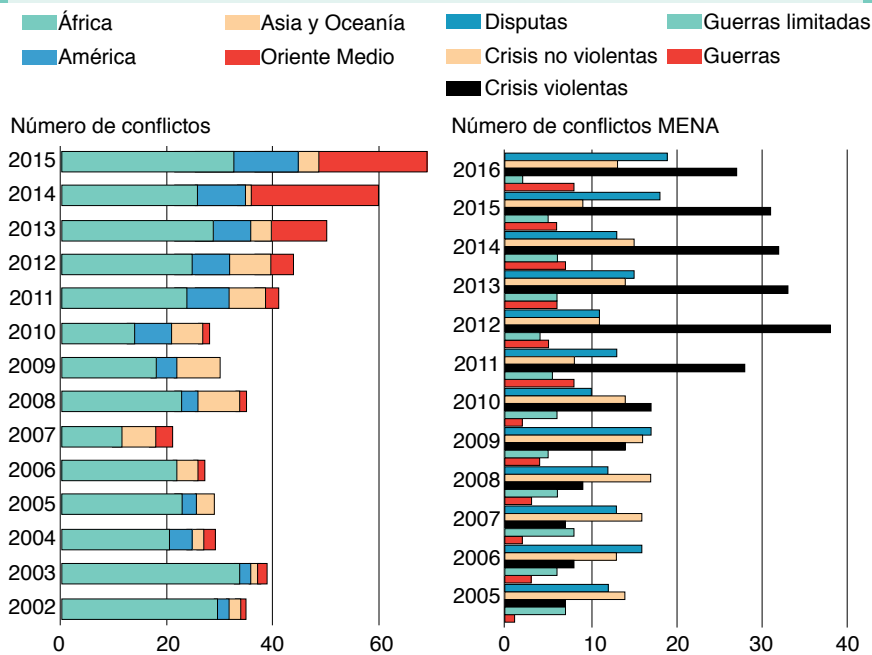 África
Asia y Oceanía
América
Oriente Medio
Disputas
Guerras limitadas
Crisis no violentas
Guerras
Crisis violentas
Número de conflictos
2015
2014
2013
2012
2011
2010
2009
2008
2007
2006
2005
2004
2003
2002
0 20 40 60
Número de conflictos MENA
2016
2015
2014
2013
2012
2011
2010
2009
2008
2007
2006
2005
0 10 20 30 40